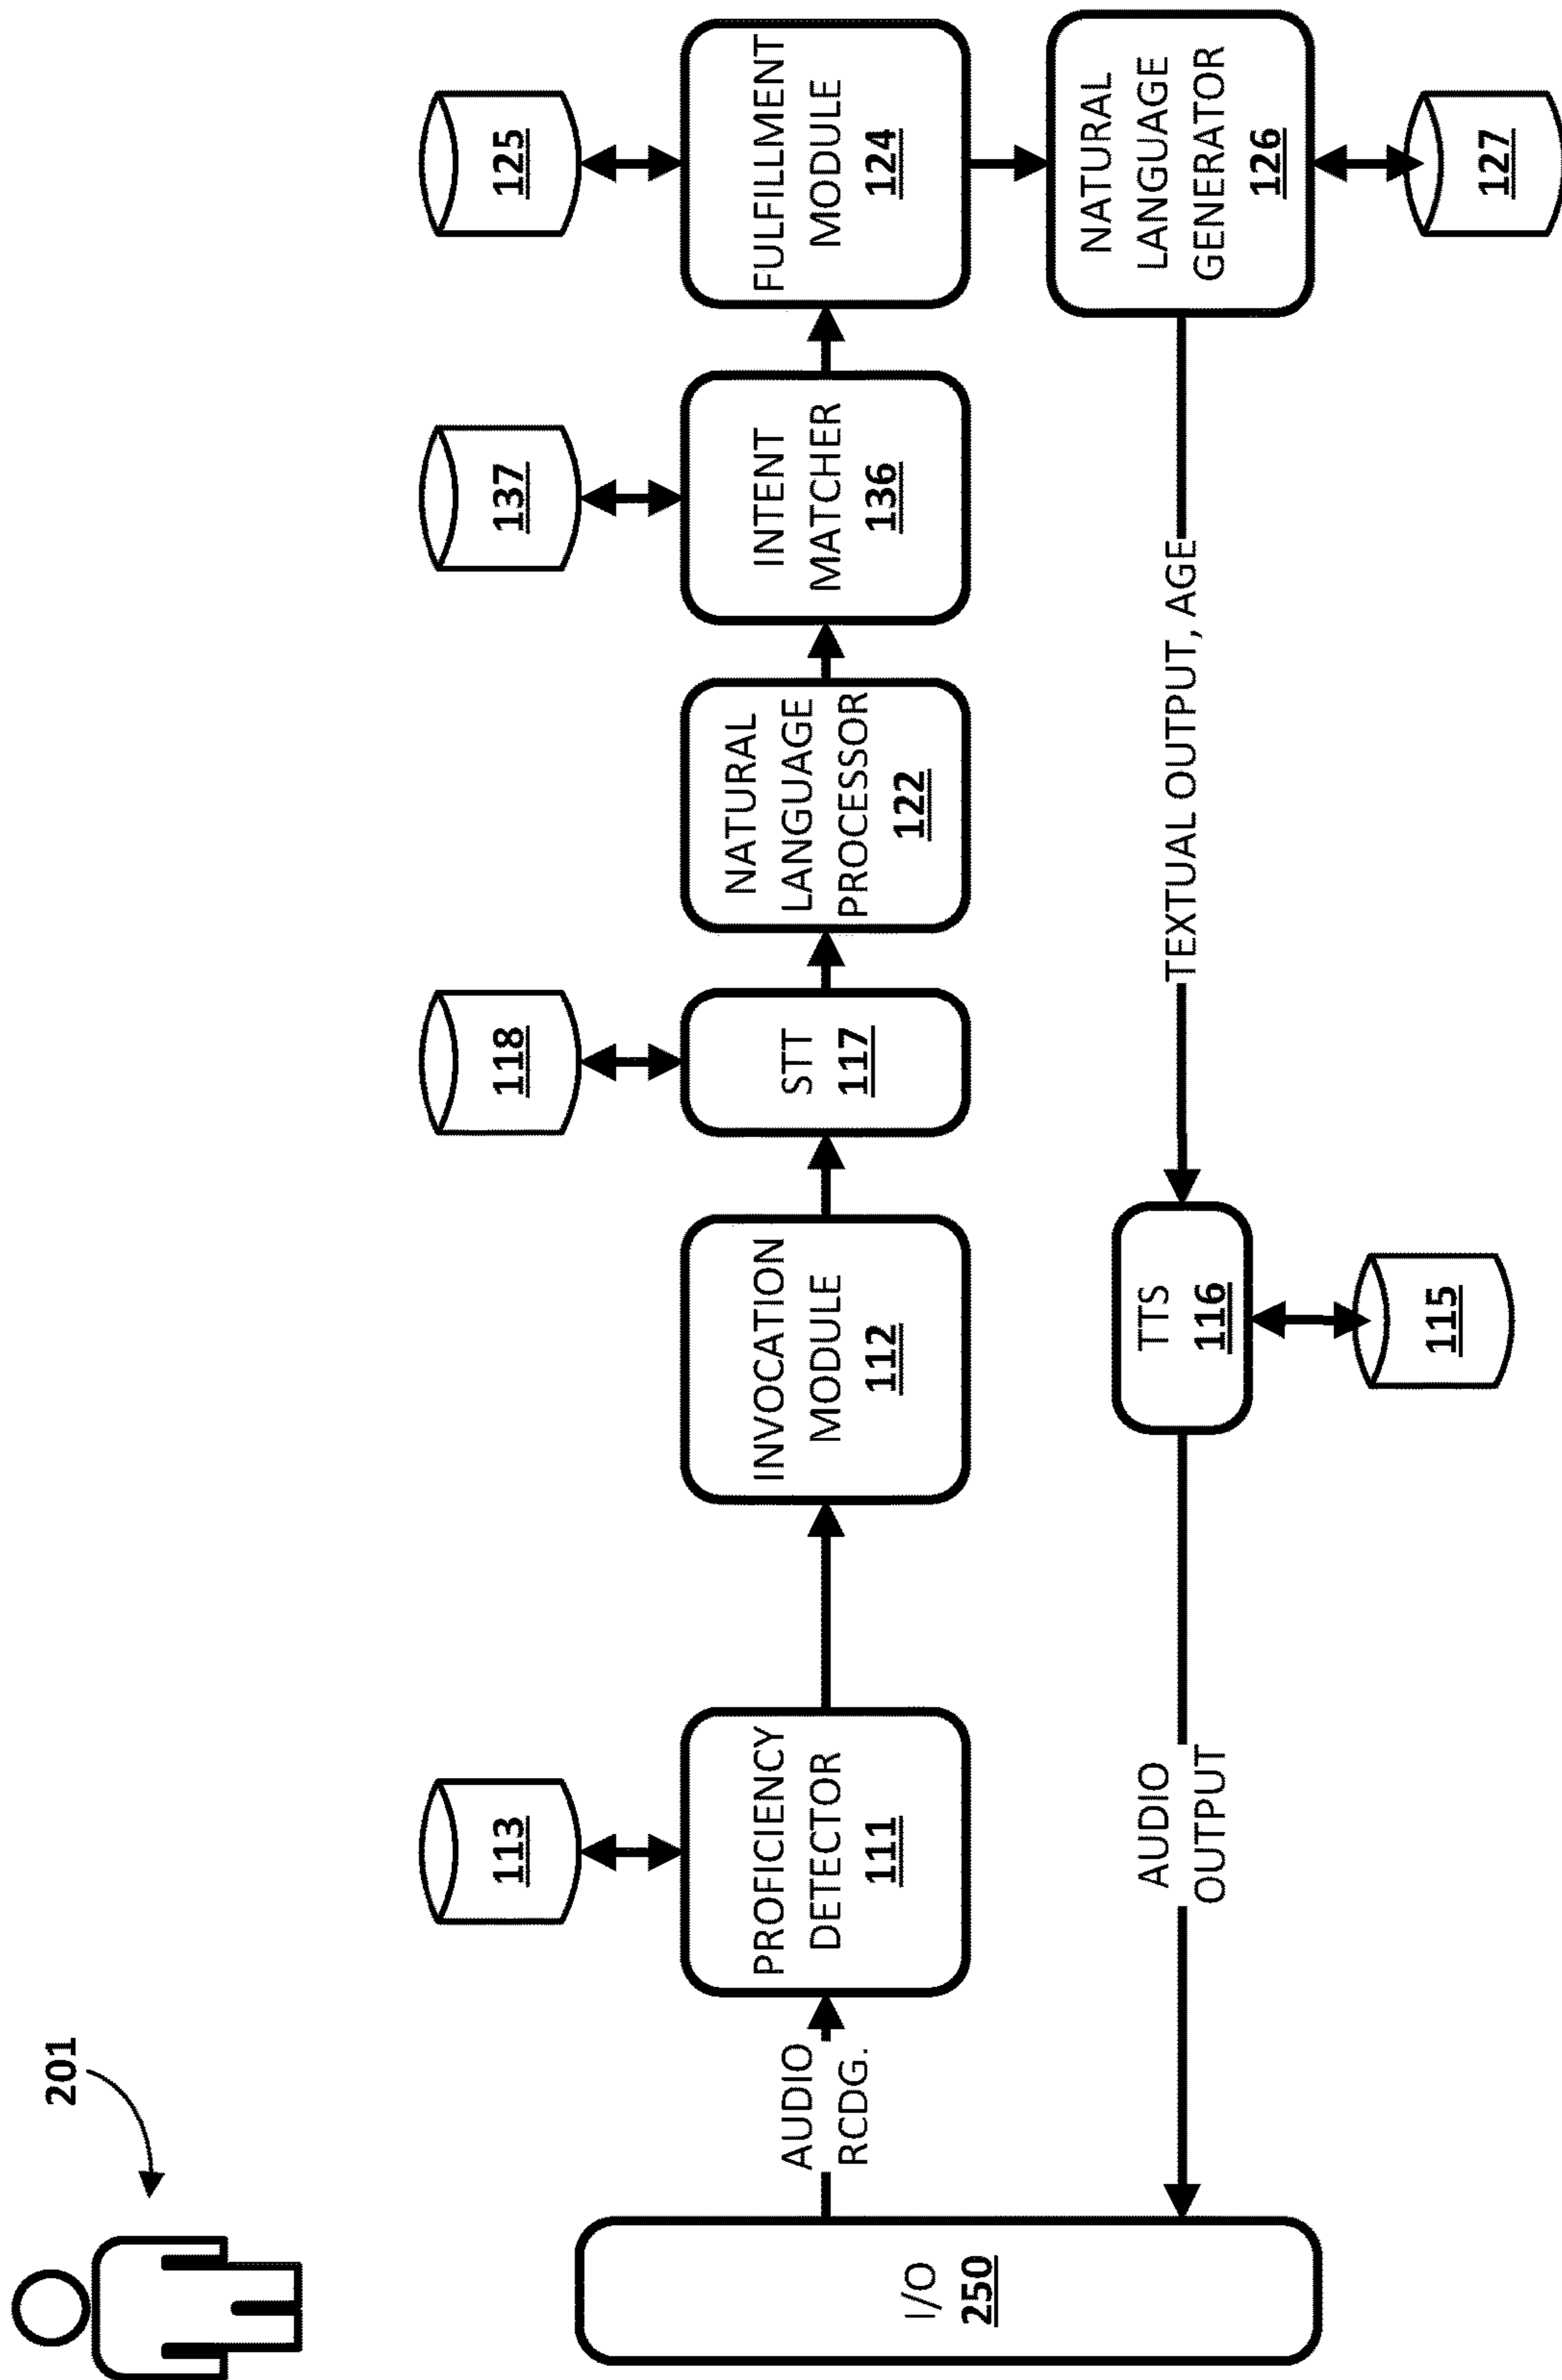 201
113
118
137
125
I/O
250
AUDIO
RCDG.
PROFICIENCY
DETECTOR
111
INVOCATION
MODULE
112
STT
117
NATURAL
LANGUAGE
PROCESSOR
122
INTENT
MATCHER
136
FULFILLMENT
MODULE
124
AUDIO
OUTPUT
TTS
116
TEXTUAL OUTPUT, AGE
NATURAL
LANGUAGE
GENERATOR
126
115
127